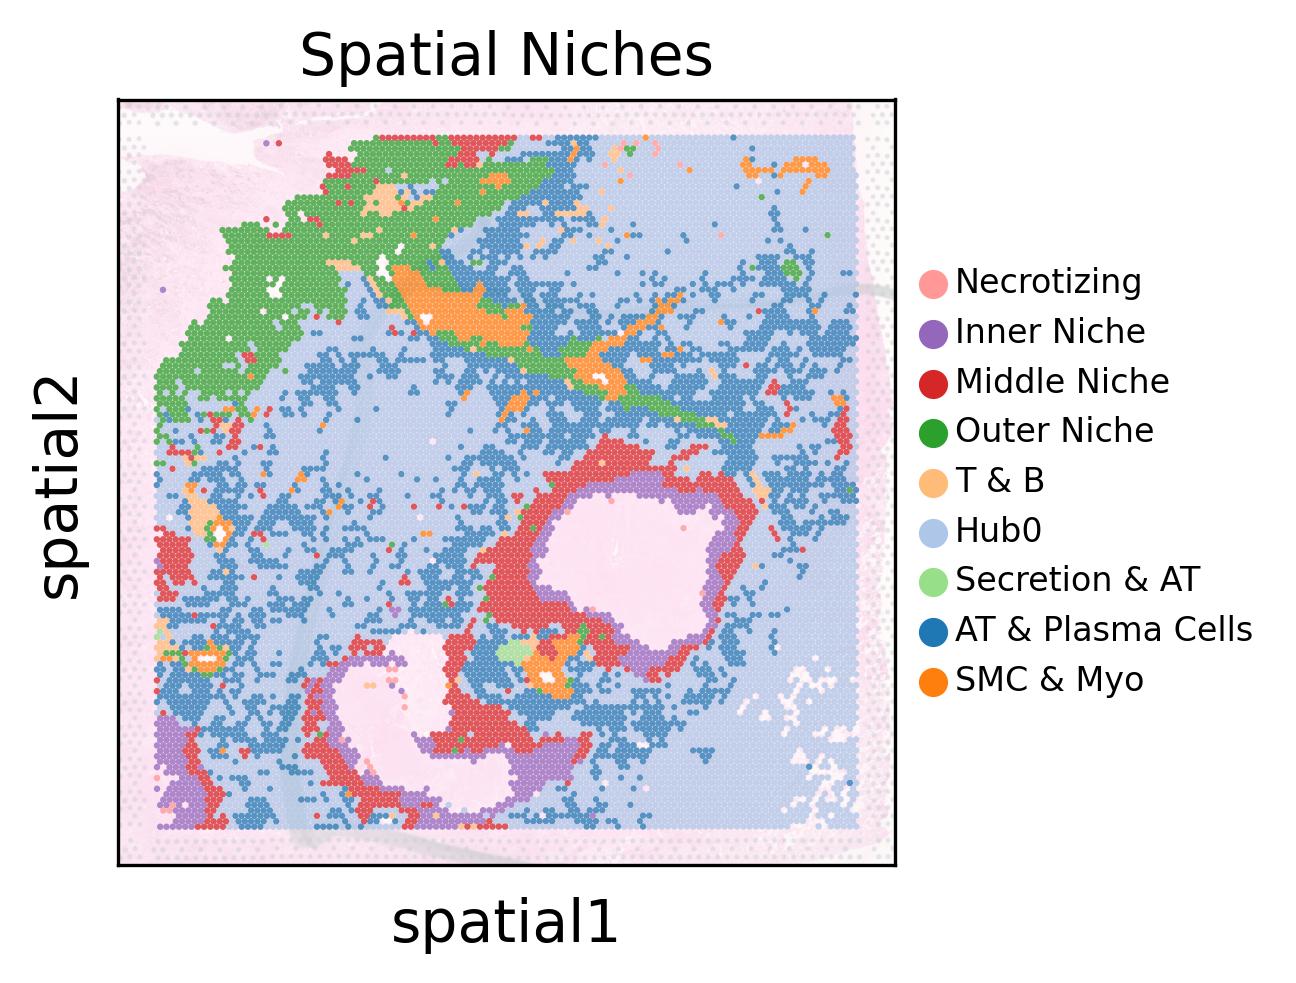 Spatial Niches
spatial2
Necrotizing
Inner Niche
Middle Niche
Outer Niche
T & B
Hub0
Secretion & AT
AT & Plasma Cells
SMC & Myo
spatial1